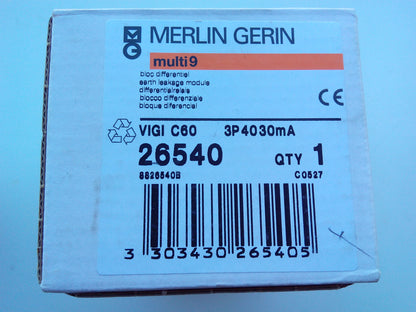 MERLIN GERIN
multi9
bloc differentiel
earth leakage module
differentialrelais
blocco differenziale
bloque diferencial
CE
VIGI C60 3P4030mA
26540 QTY 1
8826540B C0527
3 303430 265405